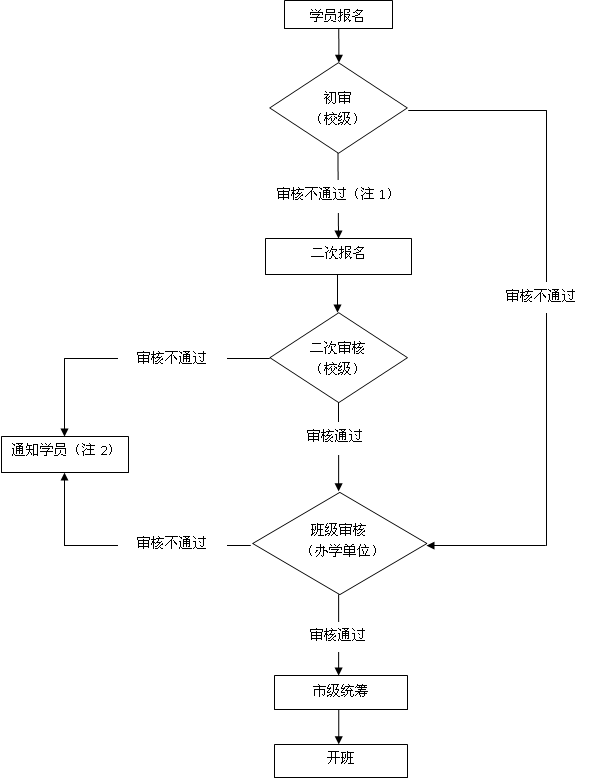 学员报名
初审
（校级）
审核不通过（注 1）
二次报名
审核不通过
二次审核
（校级）
审核不通过
审核通过
通知学员（注 2）
班级审核
（办学单位）
审核不通过
审核通过
市级统筹
开班